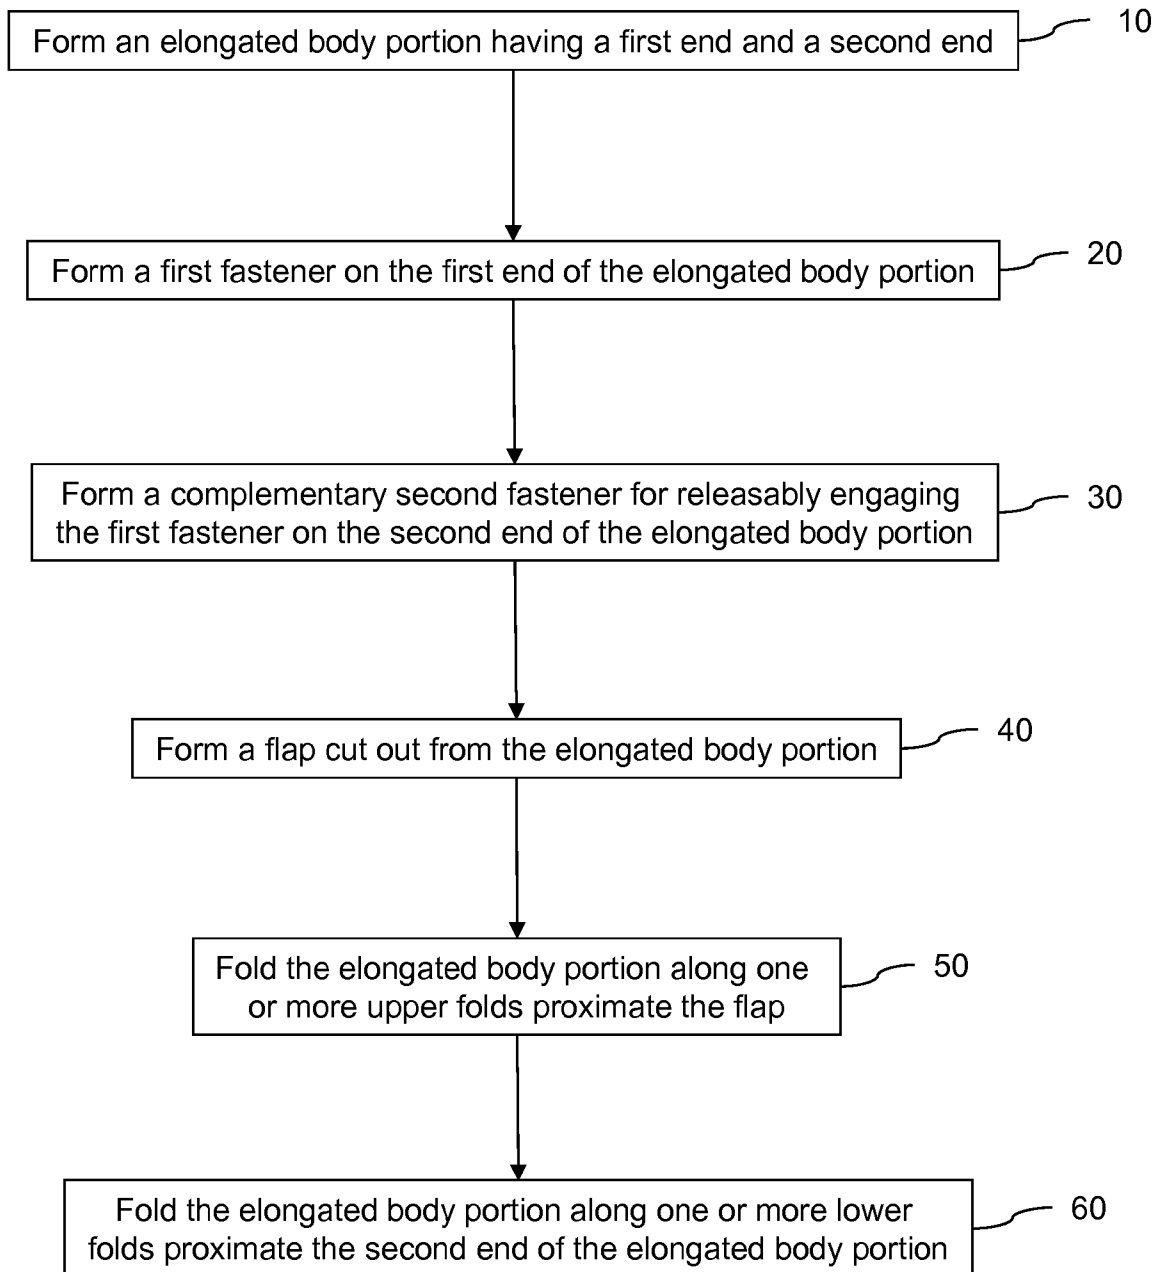 Form an elongated body portion having a first end and a second end
10
Form a first fastener on the first end of the elongated body portion
20
Form a complementary second fastener for releasably engaging
the first fastener on the second end of the elongated body portion
30
Form a flap cut out from the elongated body portion
40
Fold the elongated body portion along one
or more upper folds proximate the flap
50
Fold the elongated body portion along one or more lower
folds proximate the second end of the elongated body portion
60